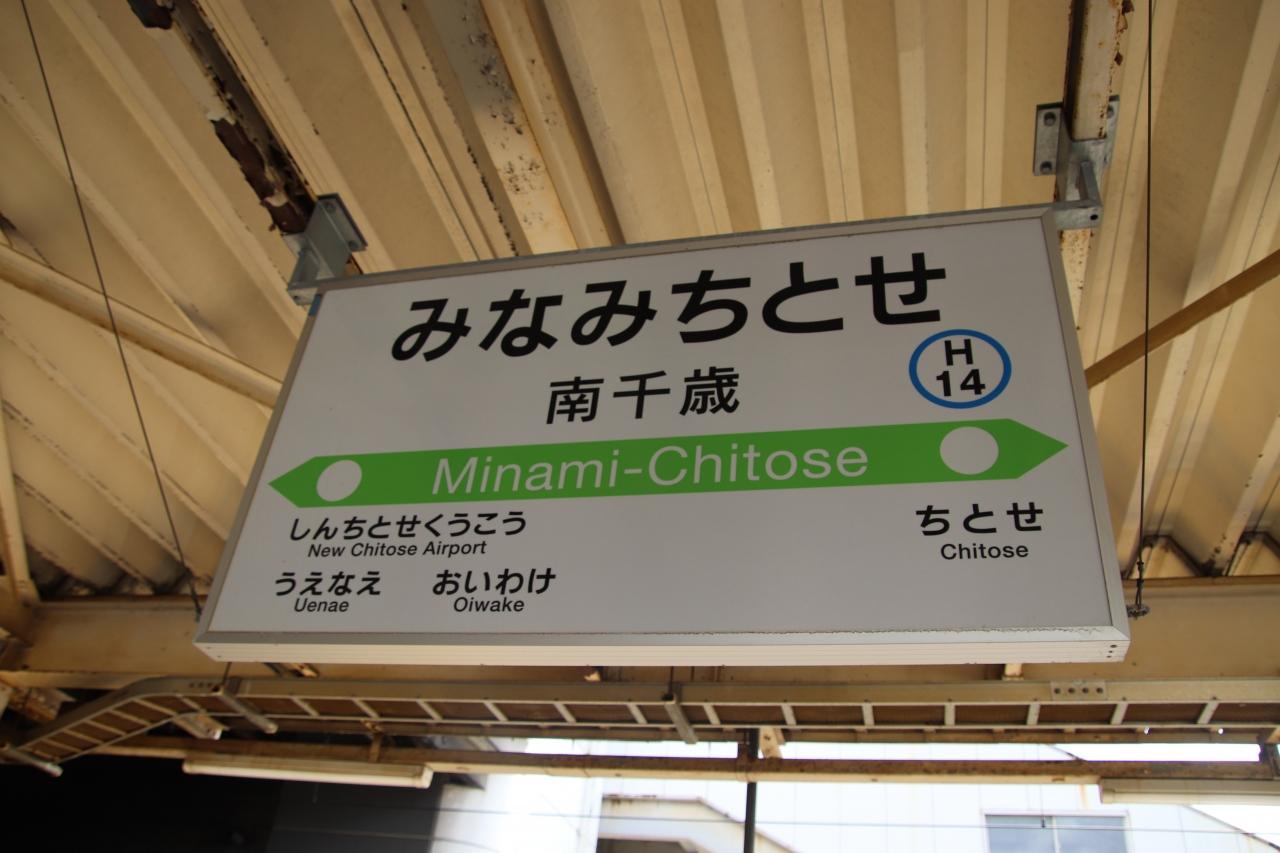 みなみちとせ
南千歳
H
14
Minami-Chitose
しんちとせくうこう
New Chitose Airport
うえなえ おいわけ
Uenae Oiwake
ちとせ
Chitose